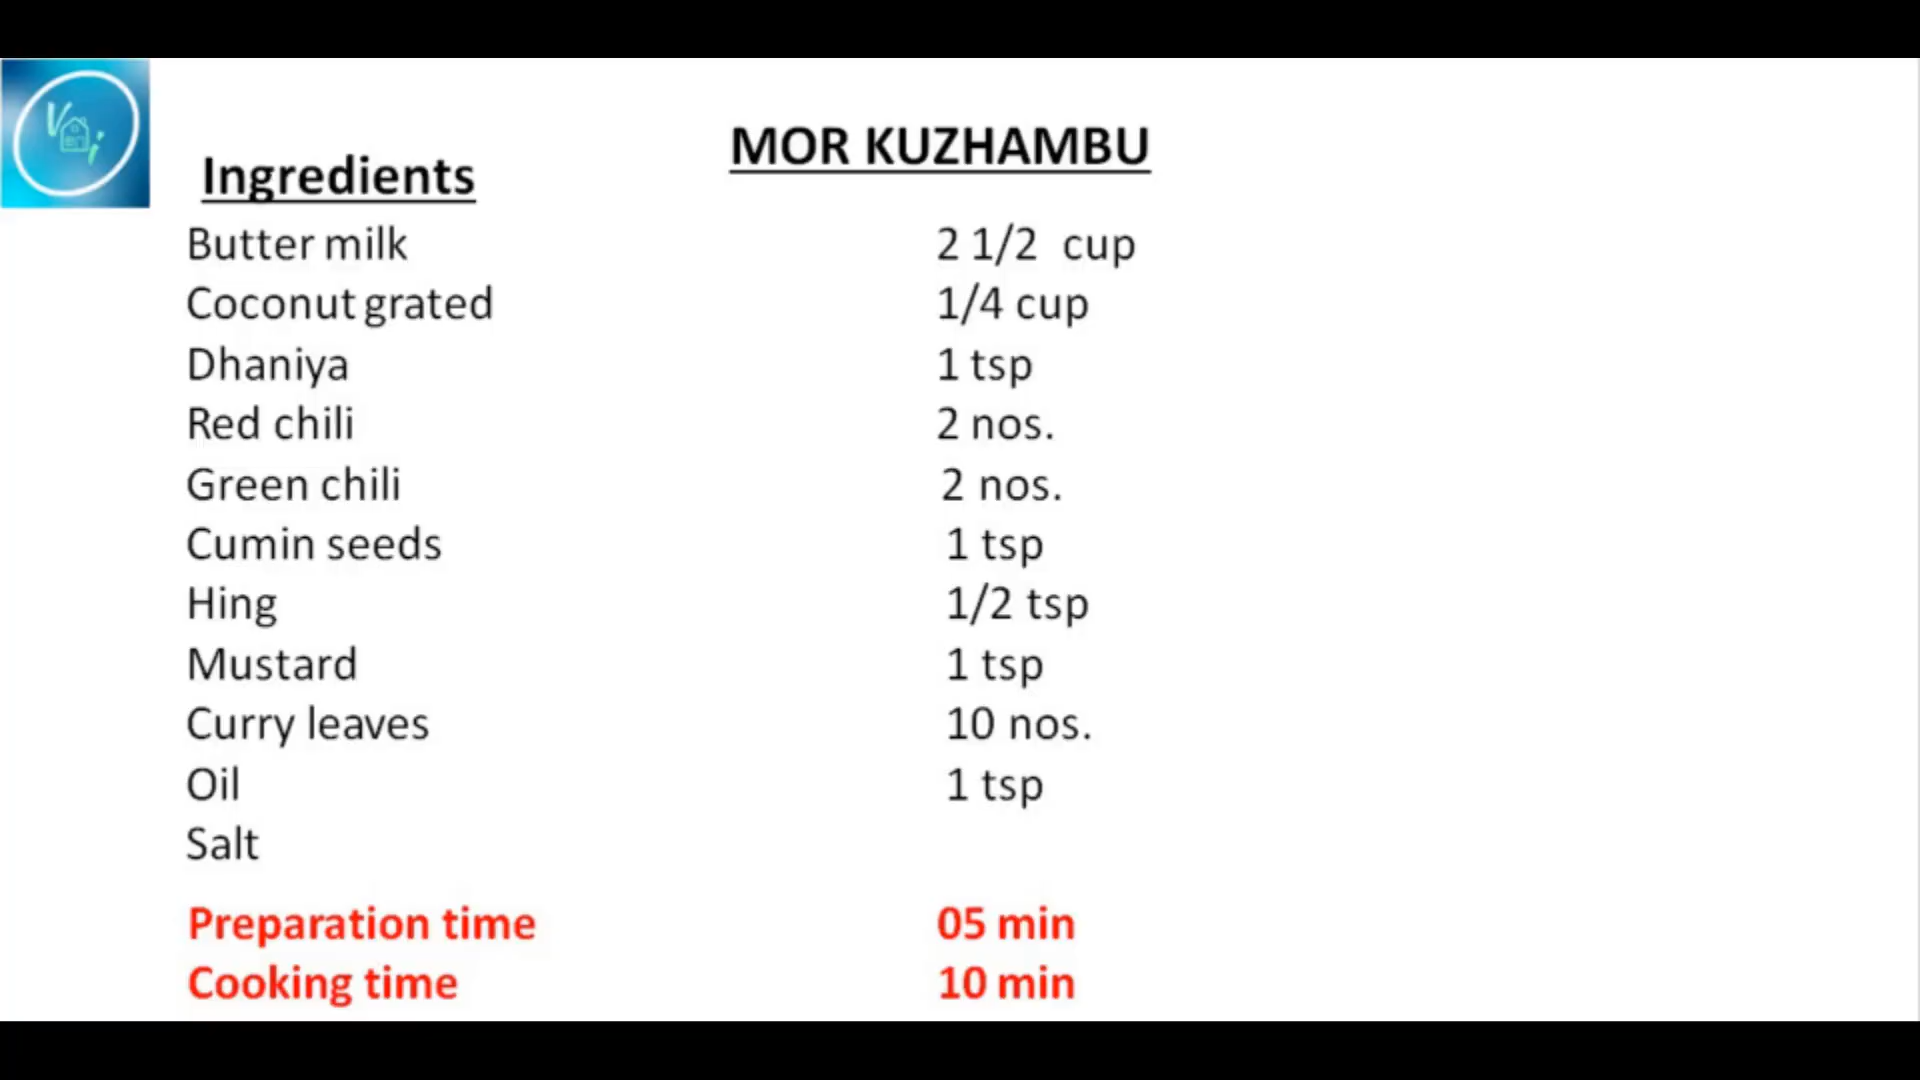 MOR KUZHAMBU
Ingredients
Butter milk 2 1/2 cup
Coconut grated 1/4 cup
Dhaniya 1 tsp
Red chili 2 nos.
Green chili 2 nos.
Cumin seeds 1 tsp
Hing 1/2 tsp
Mustard 1 tsp
Curry leaves 10 nos.
Oil 1 tsp
Salt
Preparation time 05 min
Cooking time 10 min